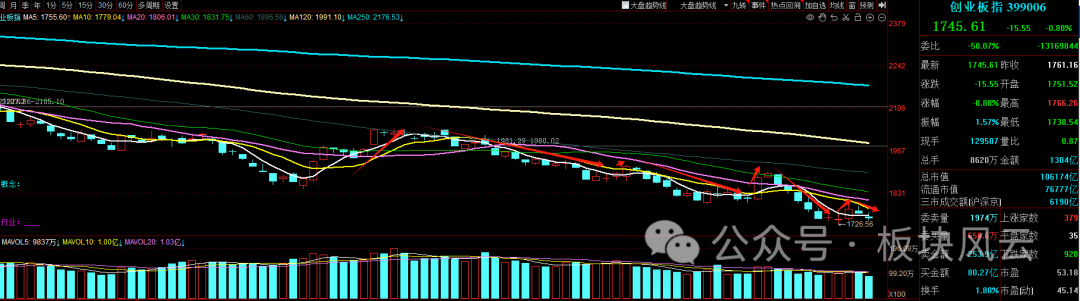 周 月 季 年 1分 5分 15分 30分 60分 多周期 设置
大盘趋势线 大盘趋势线 九转 事件 热点回溯 加自选 均线 窗 预测
业板指 MA5: 1755.60↓ MA10: 1779.04↓ MA20: 1806.01↓ MA30: 1831.75↓ MA60: 1895.58↓ MA120: 1991.10↓ MA250: 2176.53↓
2105.10
1981.29-1980.02
1726.56
概念:
行业:
2379
2242
2106
1967
1831
MAVOL5: 9837万↓ MAVOL10: 1.00亿↓ MAVOL20: 1.03亿↓
99.20万
X100
创业板指 399006
1745.61 -15.55 -0.88%
委比 -50.07% -13169844
最新 1745.61 昨收 1761.16
涨跌 -15.55 开盘 1751.52
涨幅 -0.88% 最高 1766.26
振幅 1.57% 最低 1738.54
现手 129507 量比 0.87
总手 8620万 金额 1304亿
总市值 106174亿
流通市值 76777亿
三市成交额[沪深京] 6190亿
委卖量 1974万 上涨家数 379
平盘家数
下跌家数 920
买金额 80.27亿 市盈 53.18
换手 1.80% 市盈[动] 45.14
公众号 · 板块风云